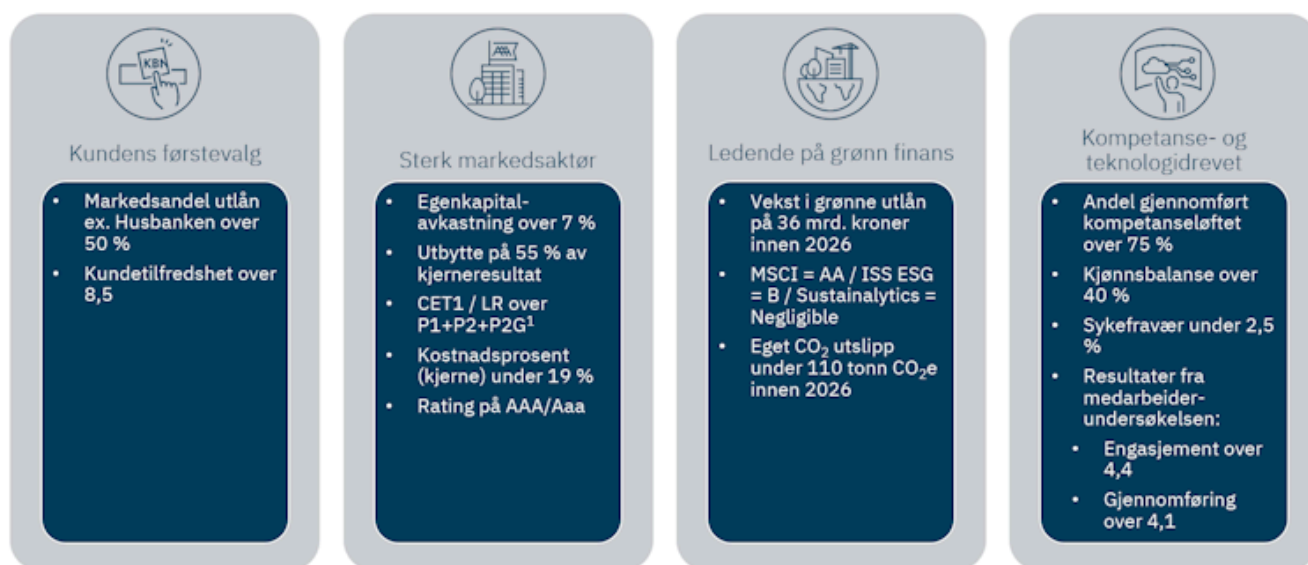 KBN
Kundens førstevalg
• Markedsandel utlån
ex. Husbanken over
50 %
• Kundetilfredshet over
8,5
AAA
Sterk markedsaktør
• Egenkapital-
avkastning over 7 %
• Utbytte på 55 % av
kjerneresultat
• CET1 / LR over
P1+P2+P2G¹
• Kostnadsprosent
(kjerne) under 19 %
• Rating på AAA/Aaa
Ledende på grønn finans
• Vekst i grønne utlån
på 36 mrd. kroner
innen 2026
• MSCI = AA / ISS ESG
= B / Sustainalytics =
Negligible
• Eget CO₂ utslipp
under 110 tonn CO₂e
innen 2026
Kompetanse- og
teknologidrevet
• Andel gjennomført
kompetanseløftet
over 75 %
• Kjønnsbalanse over
40 %
• Sykefravær under 2,5
%
• Resultater fra
medarbeider-
undersøkelsen:
• Engasjement over
4,4
• Gjennomføring
over 4,1